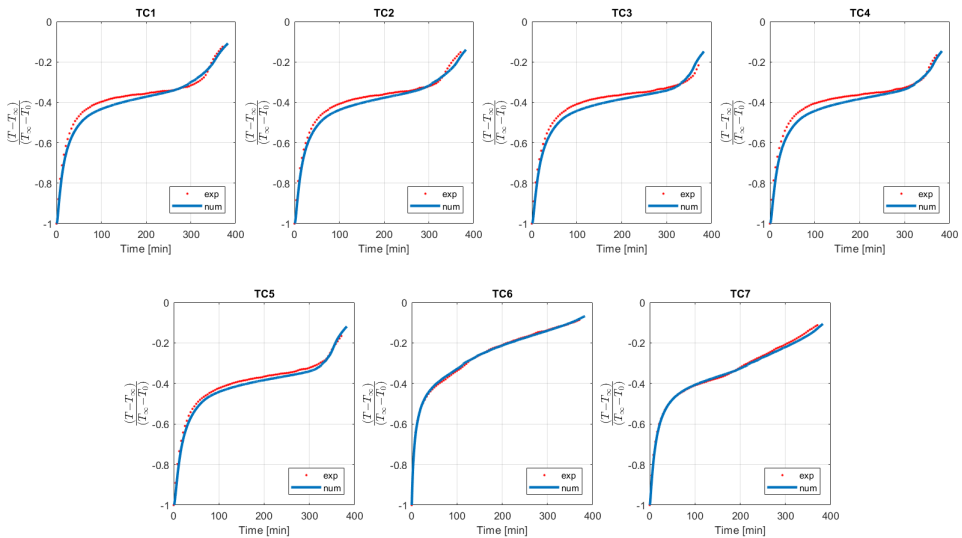 TC1
0
-0.2
-0.4
-0.6
-0.8
-1
(T−T∞)
(T∞−T0)
0 100 200 300 400
Time [min]
exp
num
TC2
0
-0.2
-0.4
-0.6
-0.8
-1
(T−T∞)
(T∞−T0)
0 100 200 300 400
Time [min]
exp
num
TC3
0
-0.2
-0.4
-0.6
-0.8
-1
(T−T∞)
(T∞−T0)
0 100 200 300 400
Time [min]
exp
num
TC4
0
-0.2
-0.4
-0.6
-0.8
-1
(T−T∞)
(T∞−T0)
0 100 200 300 400
Time [min]
exp
num
TC5
0
-0.2
-0.4
-0.6
-0.8
-1
(T−T∞)
(T∞−T0)
0 100 200 300 400
Time [min]
exp
num
TC6
0
-0.2
-0.4
-0.6
-0.8
-1
(T−T∞)
(T∞−T0)
0 100 200 300 400
Time [min]
exp
num
TC7
0
-0.2
-0.4
-0.6
-0.8
-1
(T−T∞)
(T∞−T0)
0 100 200 300 400
Time [min]
exp
num